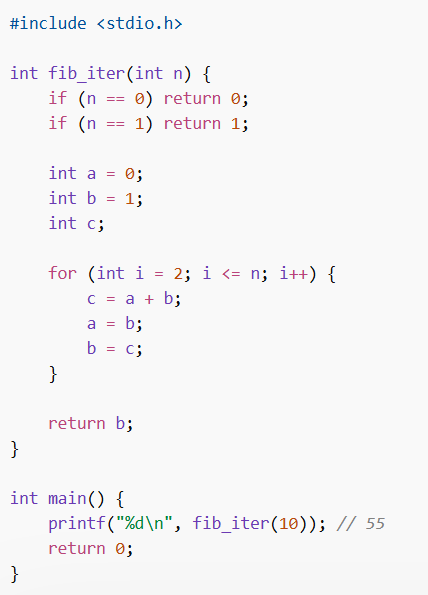 #include <stdio.h>

int fib_iter(int n) {
    if (n == 0) return 0;
    if (n == 1) return 1;

    int a = 0;
    int b = 1;
    int c;

    for (int i = 2; i <= n; i++) {
        c = a + b;
        a = b;
        b = c;
    }

    return b;
}

int main() {
    printf("%d\n", fib_iter(10)); // 55
    return 0;
}